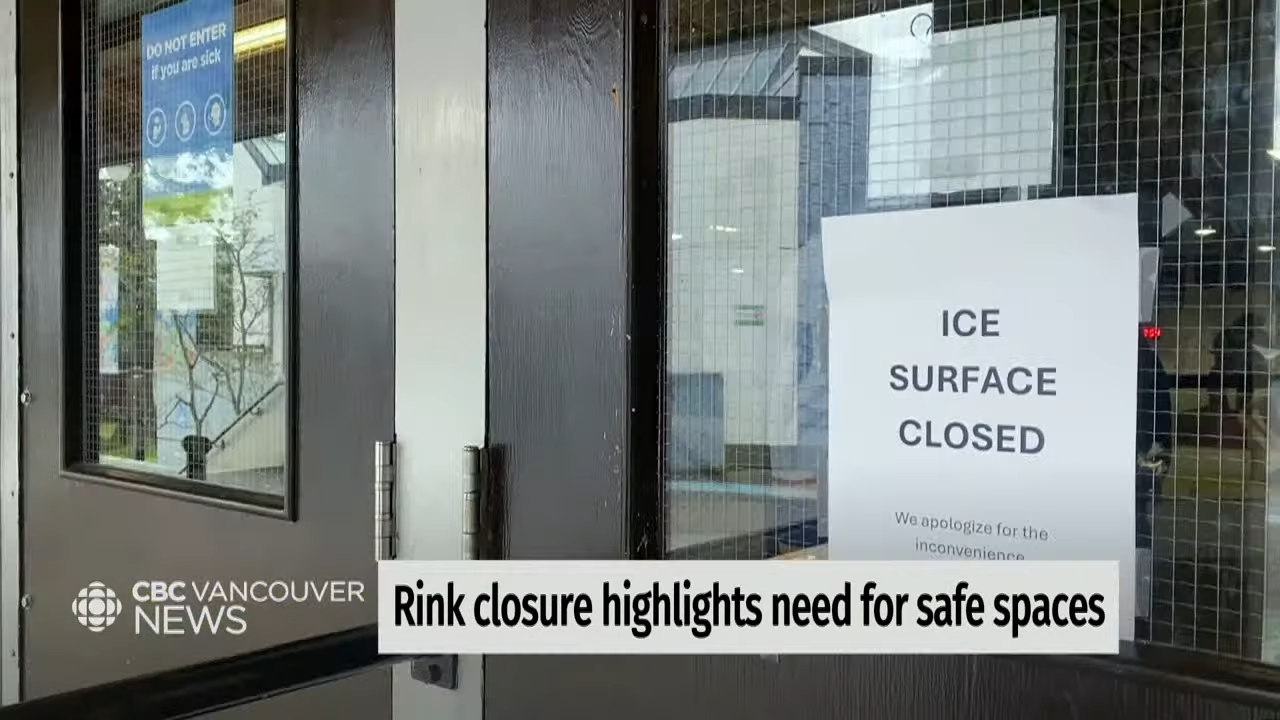 DO NOT ENTER
if you are sick
ICE
SURFACE
CLOSED
We apologize for the
inconvenience
CBC VANCOUVER
NEWS
Rink closure highlights need for safe spaces